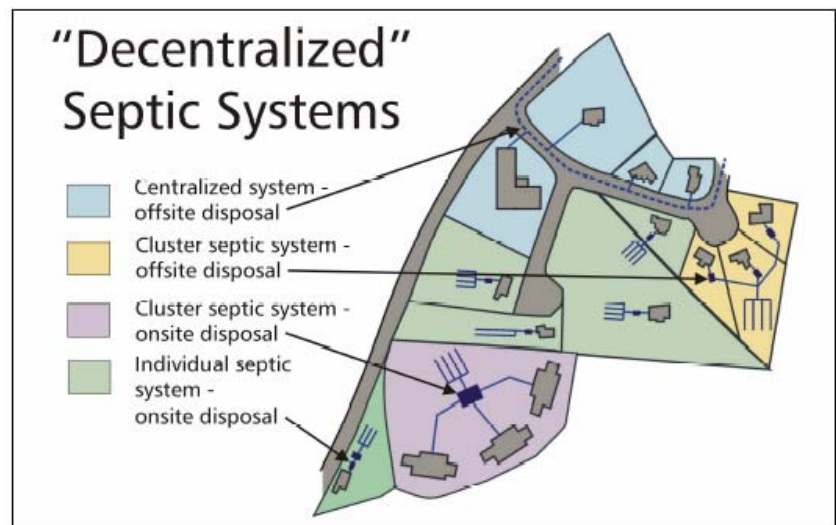 "Decentralized"
Septic Systems
Centralized system -
offsite disposal
Cluster septic system -
offsite disposal
Cluster septic system -
onsite disposal
Individual septic
system -
onsite disposal